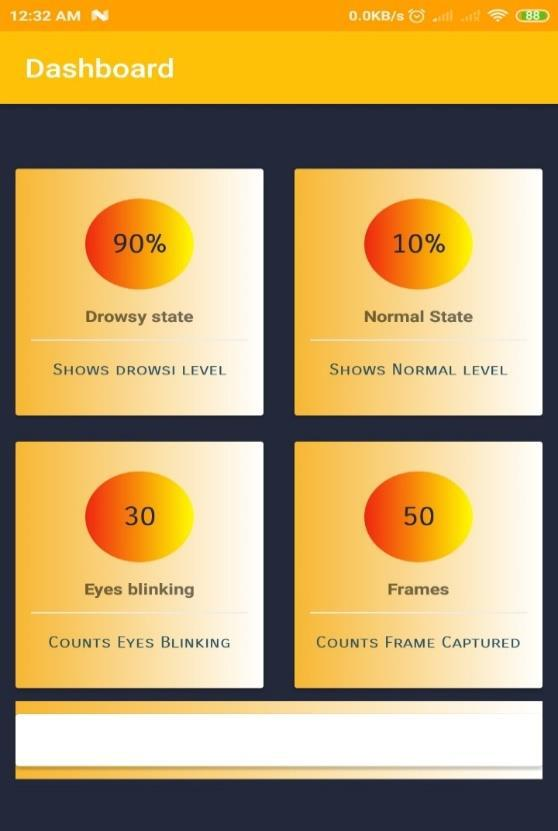 12:32 AM 0.0KB/s 88
Dashboard
90%
Drowsy state
Shows drowsi level
10%
Normal State
Shows Normal level
30
Eyes blinking
Counts Eyes Blinking
50
Frames
Counts Frame Captured